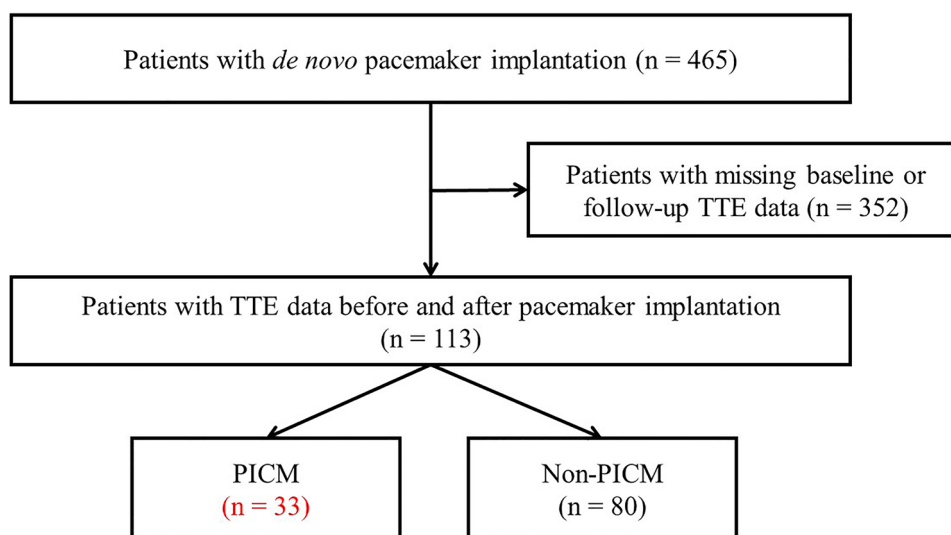 Patients with de novo pacemaker implantation (n = 465)
Patients with missing baseline or
follow-up TTE data (n = 352)
Patients with TTE data before and after pacemaker implantation
(n = 113)
PICM
(n = 33)
Non-PICM
(n = 80)